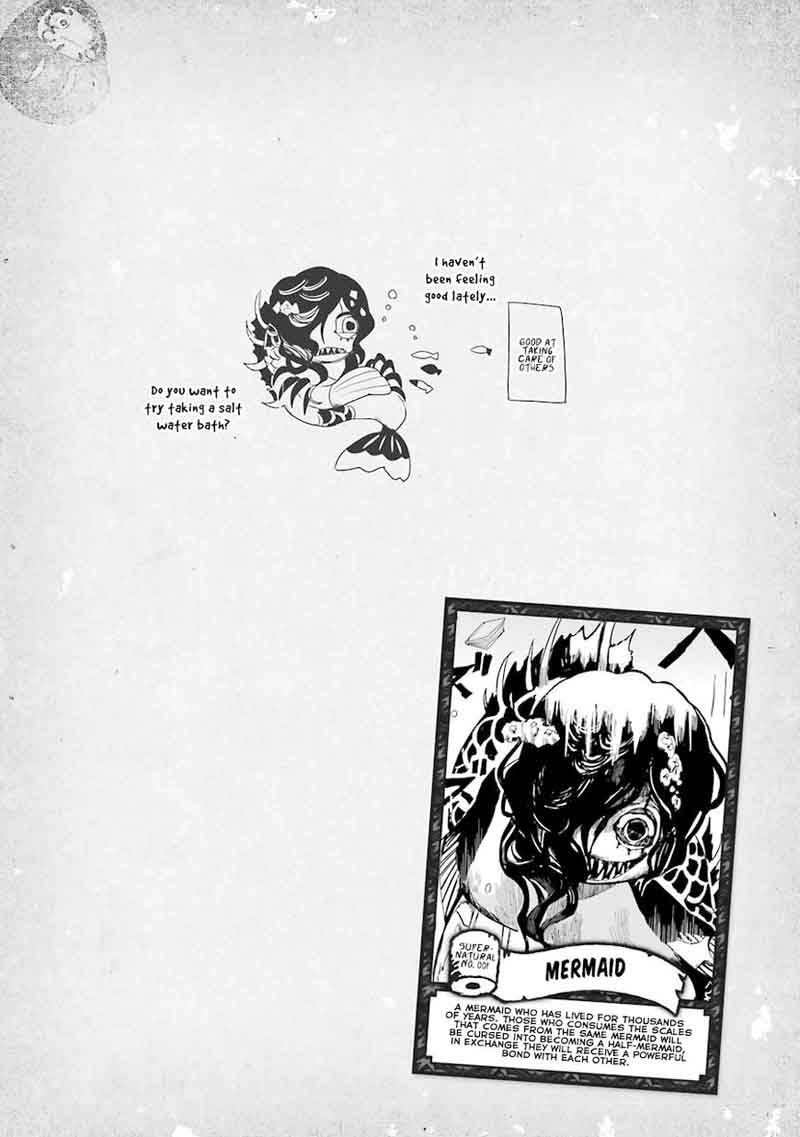 I haven't
been feeling
good lately...
GOOD AT
TAKING
CARE OF
OTHERS
Do you want to
try taking a salt
water bath?
SUPER-
NATURAL
NO. 001
MERMAID
A MERMAID WHO HAS LIVED FOR THOUSANDS
OF YEARS. THOSE WHO CONSUMES THE SCALES
THAT COMES FROM THE SAME MERMAID WILL
BE CURSED INTO BECOMING A HALF-MERMAID,
IN EXCHANGE THEY WILL RECEIVE A POWERFUL
BOND WITH EACH OTHER.